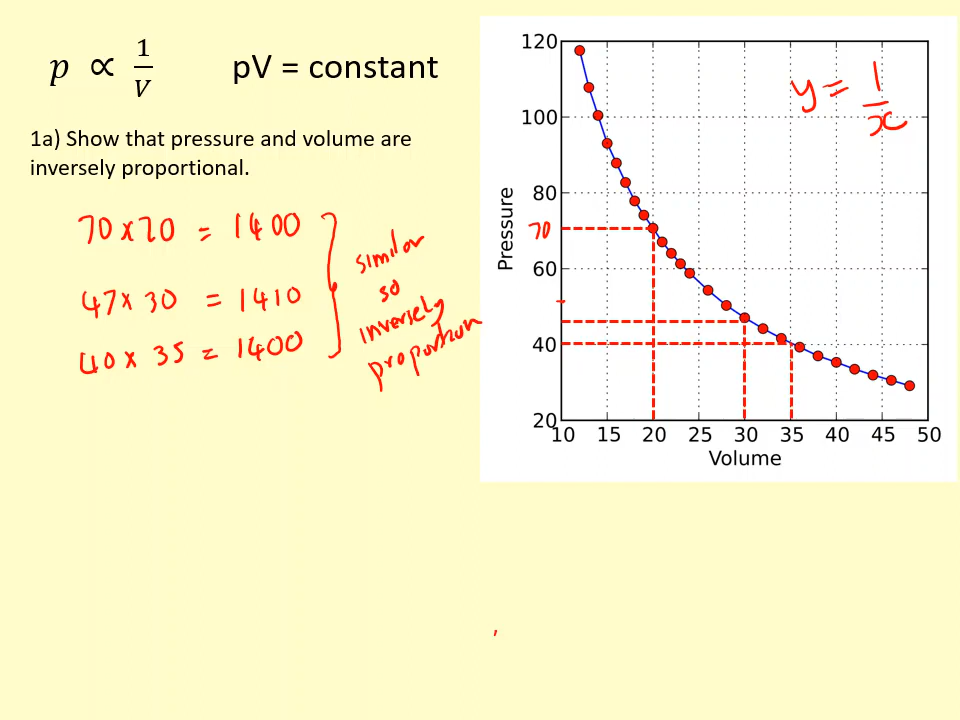 p ∝ 1/V
pV = constant
1a) Show that pressure and volume are
inversely proportional.
70 × 20 = 1400
47 × 30 = 1410
40 × 35 = 1400
similar
so
inversely
proportion
y = 1/x
120
100
80
70
60
40
20
Pressure
10 15 20 25 30 35 40 45 50
Volume